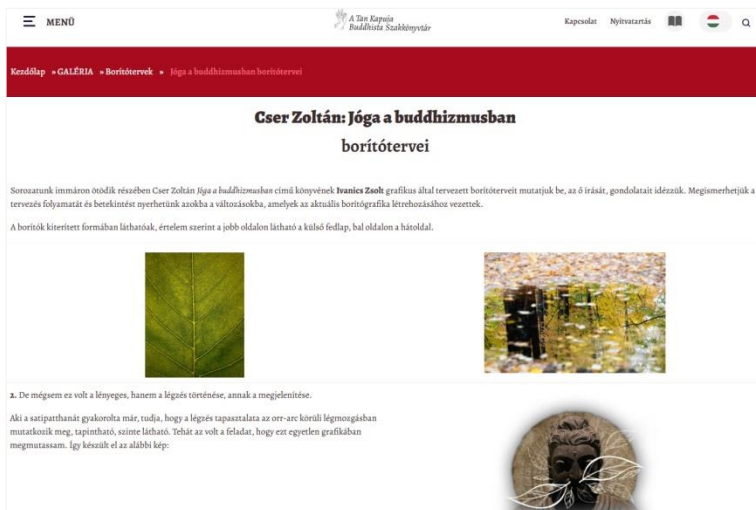 MENÜ
A Tan Kapuja
Buddhista Szakkönyvtár
Kapcsolat Nyitvatartás
Kezdőlap » GALÉRIA » Borítótervek » Jóga a buddhizmusban borítótervei
Cser Zoltán: Jóga a buddhizmusban
borítótervei
Sorozatunk immáron ötödik részében Cser Zoltán Jóga a buddhizmusban című könyvének Ivanics Zsolt grafikus által tervezett borítóterveit mutatjuk be, az ő írását, gondolatait idézzük. Megismerhetjük a
tervezés folyamatát és betekintést nyerhetünk azokba a változásokba, amelyek az aktuális borítógrafika létrehozásához vezettek.
A borítók kiterített formában láthatóak, értelem szerint a jobb oldalon látható a külső fedlap, bal oldalon a hátoldal.
2. De mégsem ez volt a lényeges, hanem a légzés történése, annak a megjelenítése.
Aki a satipatthanát gyakorolta már, tudja, hogy a légzés tapasztalata az orr-arc körüli légmozgásban
mutatkozik meg, tapintható, szinte látható. Tehát az volt a feladat, hogy ezt egyetlen grafikában
megmutassam. Így készült el az alábbi kép: